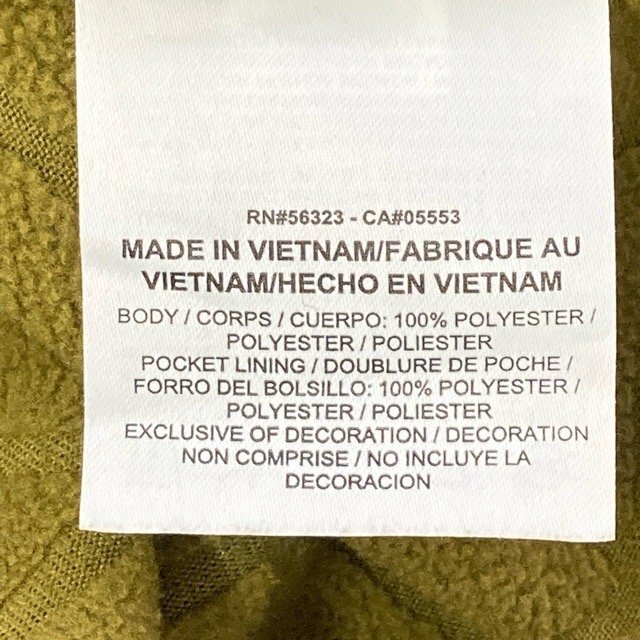 RN#56323 - CA#05553
MADE IN VIETNAM/FABRIQUE AU
VIETNAM/HECHO EN VIETNAM
BODY / CORPS / CUERPO: 100% POLYESTER /
POLYESTER / POLIESTER
POCKET LINING / DOUBLURE DE POCHE /
FORRO DEL BOLSILLO: 100% POLYESTER /
POLYESTER / POLIESTER
EXCLUSIVE OF DECORATION / DECORATION
NON COMPRISE / NO INCLUYE LA
DECORACION